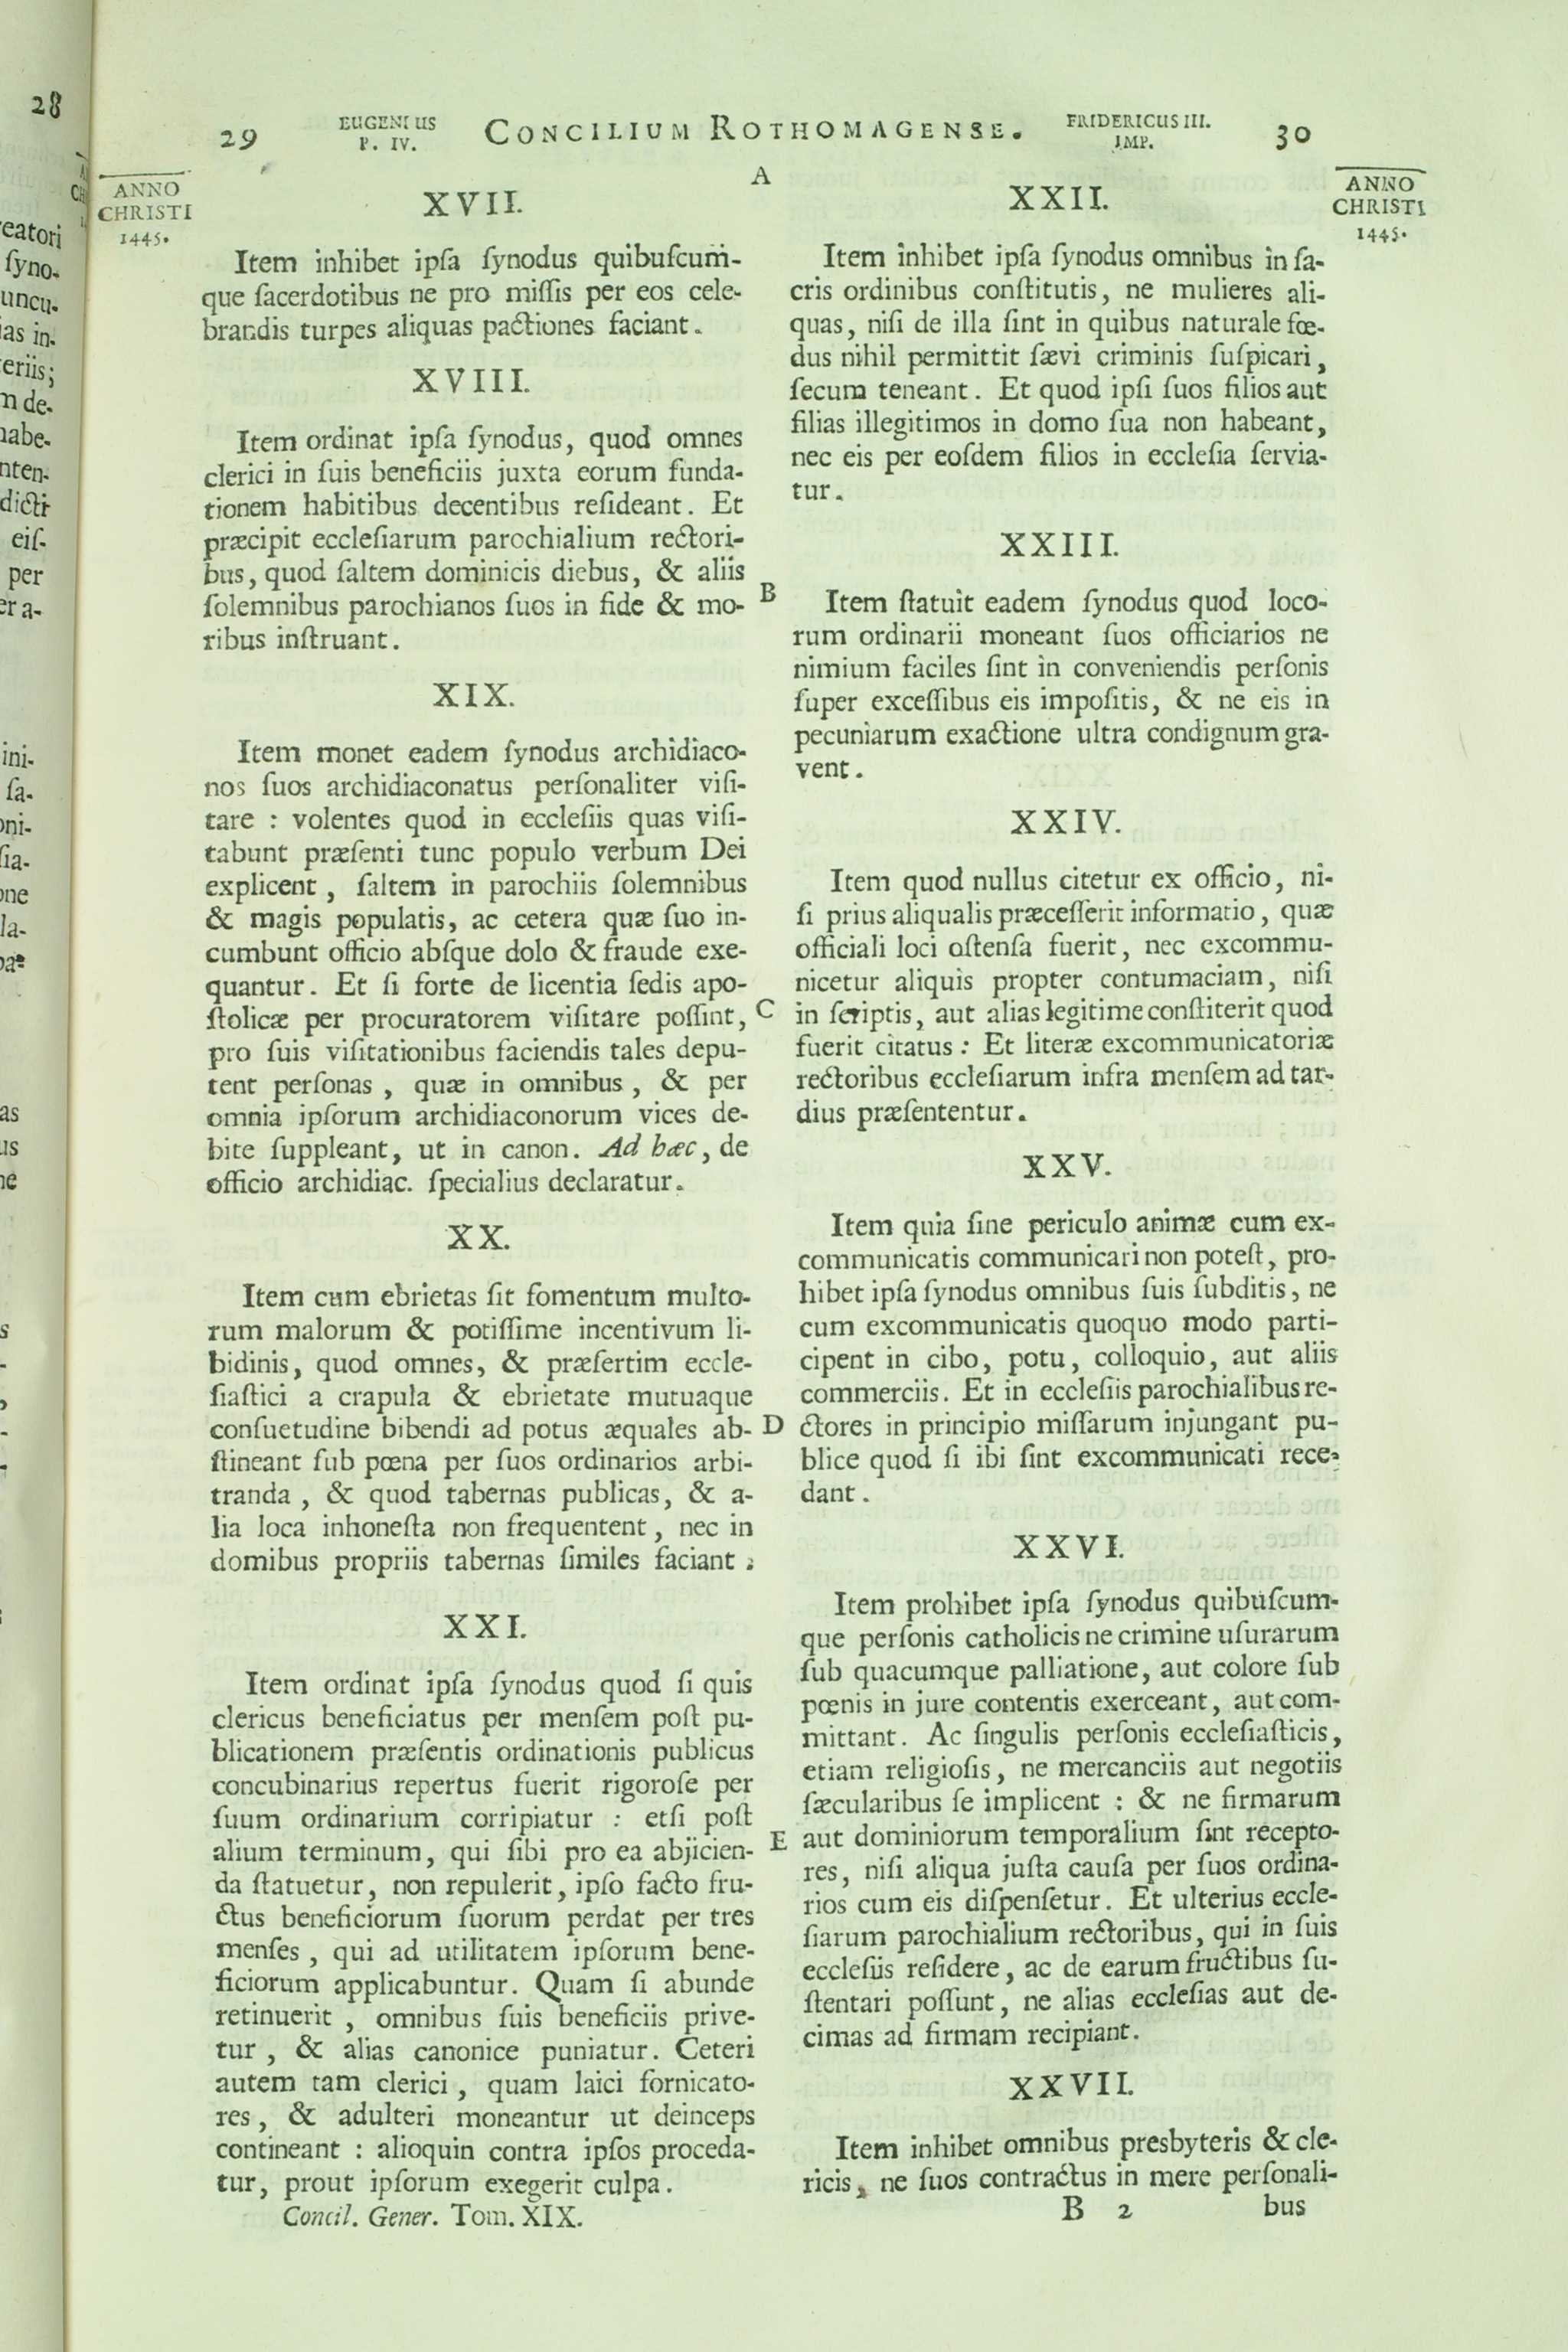 28
eatori
ſyno-
uncu-
as in-
eriis;
n de-
nten-
dicti
eiſ-
per
er a-
ini-
ſa-
oni-
ſia-
one
la-
as
us
29
EUGENIUS
P. IV.
CONCILIUM ROTHOMAGENSE.
FRIDERICUS III.
IMP.
30
ANNO
CHRISTI
1445.
XVII.
Item inhibet ipſa ſynodus quibuſcum-
que ſacerdotibus ne pro miſſis per eos cele-
brandis turpes aliquas pactiones faciant.
XVIII.
Item ordinat ipſa ſynodus, quod omnes
clerici in ſuis beneficiis juxta eorum funda-
tionem habitibus decentibus reſideant. Et
præcipit eccleſiarum parochialium rectori-
bus, quod ſaltem dominicis diebus, & aliis
ſolemnibus parochianos ſuos in fide & mo-
ribus inſtruant.
XIX.
Item monet eadem ſynodus archidiaco-
nos ſuos archidiaconatus perſonaliter viſi-
tare : volentes quod in eccleſiis quas viſi-
tabunt præſenti tunc populo verbum Dei
explicent, ſaltem in parochiis ſolemnibus
& magis populatis, ac cetera quæ ſuo in-
cumbunt officio abſque dolo & fraude exe-
quantur. Et ſi forte de licentia ſedis apo-
ſtolicæ per procuratorem viſitare poſſint,
pro ſuis viſitationibus faciendis tales depu-
tent perſonas, quæ in omnibus, & per
omnia ipſorum archidiaconorum vices de-
bite ſuppleant, ut in canon. Ad hæc, de
officio archidiac. ſpecialius declaratur.
XX.
Item cum ebrietas ſit fomentum multo-
rum malorum & potiſſime incentivum li-
bidinis, quod omnes, & præſertim eccle-
ſiaſtici a crapula & ebrietate mutuaque
conſuetudine bibendi ad potus æquales ab-
ſtineant ſub pœna per ſuos ordinarios arbi-
tranda, & quod tabernas publicas, & a-
lia loca inhoneſta non frequentent, nec in
domibus propriis tabernas ſimiles faciant.
XXI.
Item ordinat ipſa ſynodus quod ſi quis
clericus beneficiatus per menſem poſt pu-
blicationem præſentis ordinationis publicus
concubinarius repertus fuerit rigoroſe per
ſuum ordinarium corripiatur : etſi poſt
alium terminum, qui ſibi pro ea abjicien-
da ſtatuetur, non repulerit, ipſo facto fru-
ctus beneficiorum ſuorum perdat per tres
menſes, qui ad utilitatem ipſorum bene-
ficiorum applicabuntur. Quam ſi abunde
retinuerit, omnibus ſuis beneficiis prive-
tur, & alias canonice puniatur. Ceteri
autem tam clerici, quam laici fornicato-
res, & adulteri moneantur ut deinceps
contineant : alioquin contra ipſos proceda-
tur, prout ipſorum exegerit culpa.
Concil. Gener. Tom. XIX.
A
B
C
D
E
ANNO
CHRISTI
1445.
XXII.
Item inhibet ipſa ſynodus omnibus in ſa-
cris ordinibus conſtitutis, ne mulieres ali-
quas, niſi de illa ſint in quibus naturale fœ-
dus nihil permittit ſævi criminis ſuſpicari,
ſecum teneant. Et quod ipſi ſuos filios aut
filias illegitimos in domo ſua non habeant,
nec eis per eoſdem filios in eccleſia ſervia-
tur.
XXIII.
Item ſtatuit eadem ſynodus quod loco-
rum ordinarii moneant ſuos officiarios ne
nimium faciles ſint in conveniendis perſonis
ſuper exceſſibus eis impoſitis, & ne eis in
pecuniarum exactione ultra condignum gra-
vent.
XXIV.
Item quod nullus citetur ex officio, ni-
ſi prius aliqualis præceſſerit informatio, quæ
officiali loci oſtenſa fuerit, nec excommu-
nicetur aliquis propter contumaciam, niſi
in ſcriptis, aut alias legitime conſtiterit quod
fuerit citatus : Et literæ excommunicatoriæ
rectoribus eccleſiarum infra menſem ad tar-
dius præſententur.
XXV.
Item quia ſine periculo animæ cum ex-
communicatis communicari non poteſt, pro-
hibet ipſa ſynodus omnibus ſuis ſubditis, ne
cum excommunicatis quoquo modo parti-
cipent in cibo, potu, colloquio, aut aliis
commerciis. Et in eccleſiis parochialibus re-
ctores in principio miſſarum injungant pu-
blice quod ſi ibi ſint excommunicati rece-
dant.
XXVI.
Item prohibet ipſa ſynodus quibuſcum-
que perſonis catholicis ne crimine uſurarum
ſub quacumque palliatione, aut colore ſub
pœnis in jure contentis exerceant, aut com-
mittant. Ac ſingulis perſonis eccleſiaſticis,
etiam religioſis, ne mercanciis aut negotiis
ſæcularibus ſe implicent : & ne firmarum
aut dominiorum temporalium ſint recepto-
res, niſi aliqua juſta cauſa per ſuos ordina-
rios cum eis diſpenſetur. Et ulterius eccle-
ſiarum parochialium rectoribus, qui in ſuis
eccleſiis reſidere, ac de earum fructibus ſu-
ſtentari poſſunt, ne alias eccleſias aut de-
cimas ad firmam recipiant.
XXVII.
Item inhibet omnibus presbyteris & cle-
ricis, ne ſuos contractus in mere perſonali-
B 2
bus